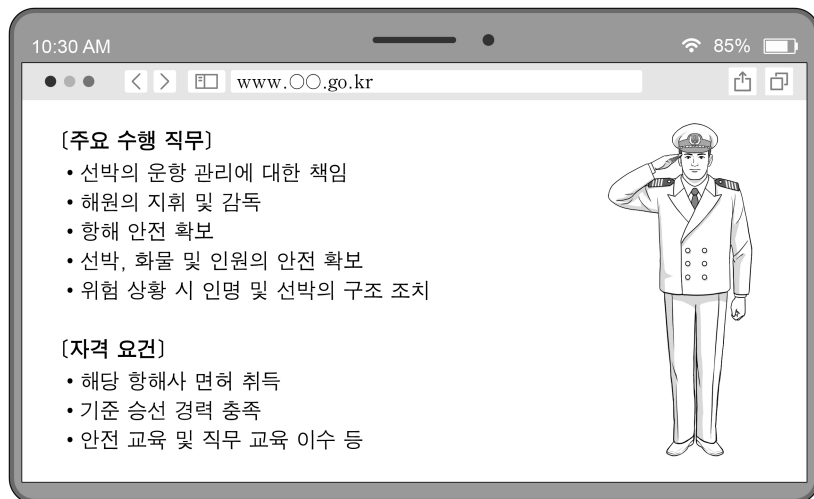 10:30 AM
85%
www.○○.go.kr
〔주요 수행 직무〕
• 선박의 운항 관리에 대한 책임
• 해원의 지휘 및 감독
• 항해 안전 확보
• 선박, 화물 및 인원의 안전 확보
• 위험 상황 시 인명 및 선박의 구조 조치
〔자격 요건〕
• 해당 항해사 면허 취득
• 기준 승선 경력 충족
• 안전 교육 및 직무 교육 이수 등